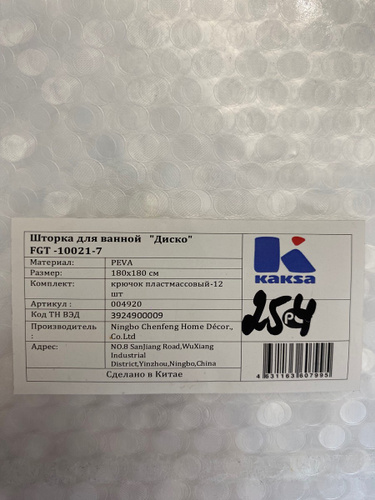 Шторка для ванной "Диско"
FGT -10021-7
Материал: PEVA
Размер: 180x180 см
Комплект: крючок пластмассовый-12
шт
Артикул : 004920
Код ТН ВЭД 3924900009
Производитель Ningbo Chenfeng Home Décor.,
: Co.Ltd
Адрес: NO.8 SanJiang Road,WuXiang
Industrial
District,Yinzhou,Ningbo,China
Сделано в Китае
каква
4631163607995